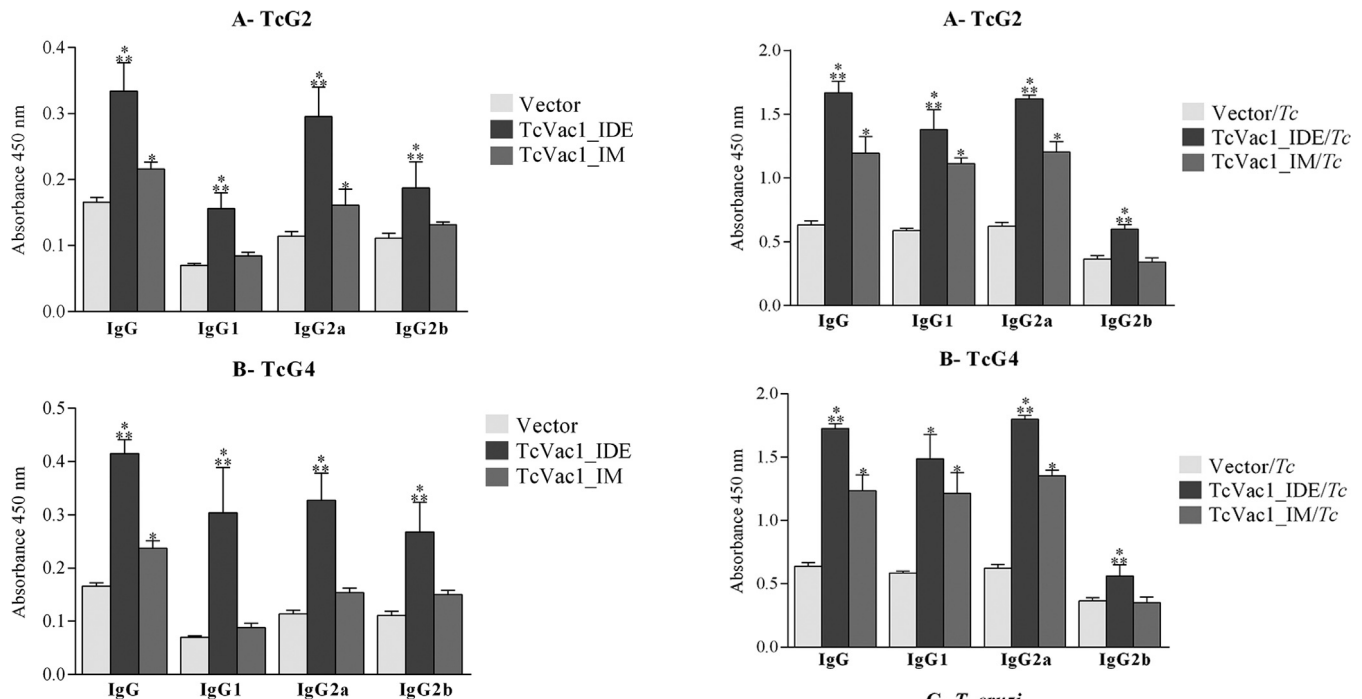 A- TcG2
0.4
0.3
0.2
0.1
0.0
Absorbance 450 nm
*
**
*
*
**
*
**
*
*
**
IgG IgG1 IgG2a IgG2b
Vector
TcVac1_IDE
TcVac1_IM
B- TcG4
0.5
0.4
0.3
0.2
0.1
0.0
Absorbance 450 nm
*
**
*
*
**
*
**
*
**
IgG IgG1 IgG2a IgG2b
Vector
TcVac1_IDE
TcVac1_IM
A- TcG2
2.0
1.5
1.0
0.5
0.0
Absorbance 450 nm
*
**
*
*
**
*
*
**
*
*
**
IgG IgG1 IgG2a IgG2b
Vector/Tc
TcVac1_IDE/Tc
TcVac1_IM/Tc
B- TcG4
2.0
1.5
1.0
0.5
0.0
Absorbance 450 nm
*
**
*
*
*
*
**
*
*
**
IgG IgG1 IgG2a IgG2b
Vector/Tc
TcVac1_IDE/Tc
TcVac1_IM/Tc